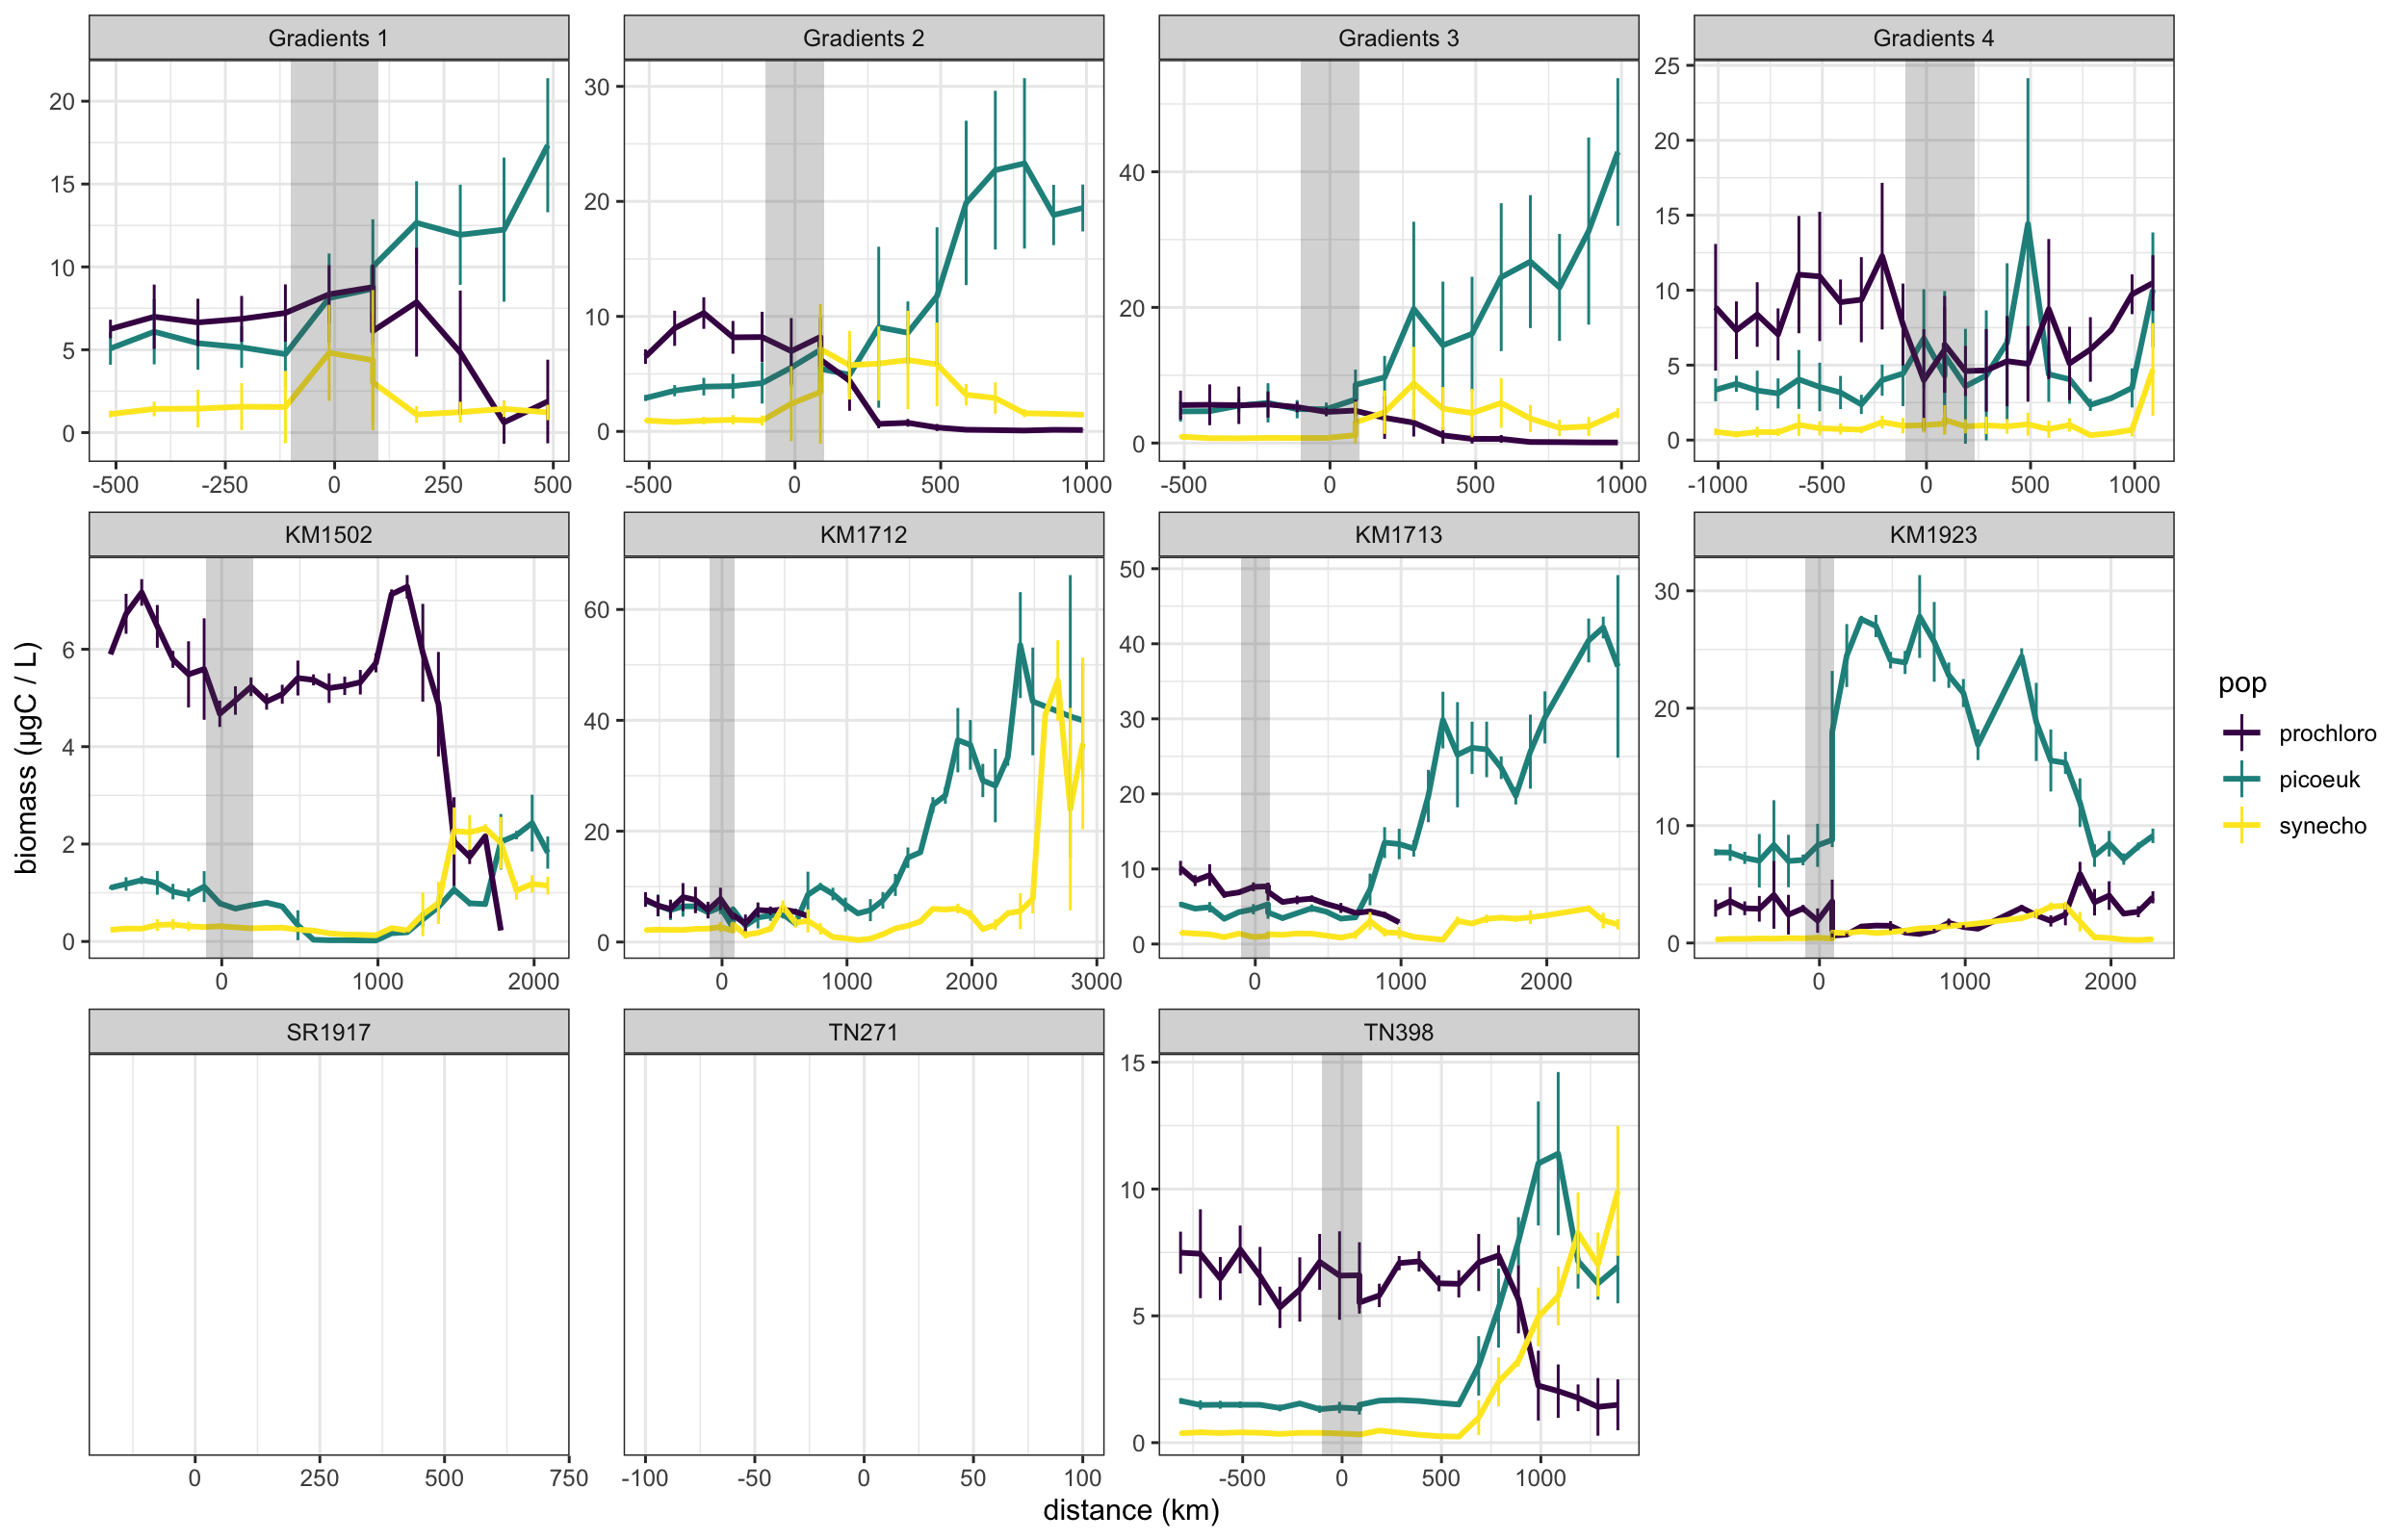 Gradients 1 Gradients 2 Gradients 3 Gradients 4
20 15 10 5 0
30 20 10 0
40 20 0
25 20 15 10 5 0
-500 -250 0 250 500 -500 0 500 1000 -500 0 500 1000 -1000 -500 0 500 1000
KM1502 KM1712 KM1713 KM1923
6 4 2 0
60 40 20 0
50 40 30 20 10 0
30 20 10 0
0 1000 2000 0 1000 2000 3000 0 1000 2000 0 1000 2000
SR1917 TN271 TN398
15 10 5 0
0 250 500 750 -100 -50 0 50 100 -500 0 500 1000
distance (km)
biomass (µgC / L)
pop
prochloro
picoeuk
synecho